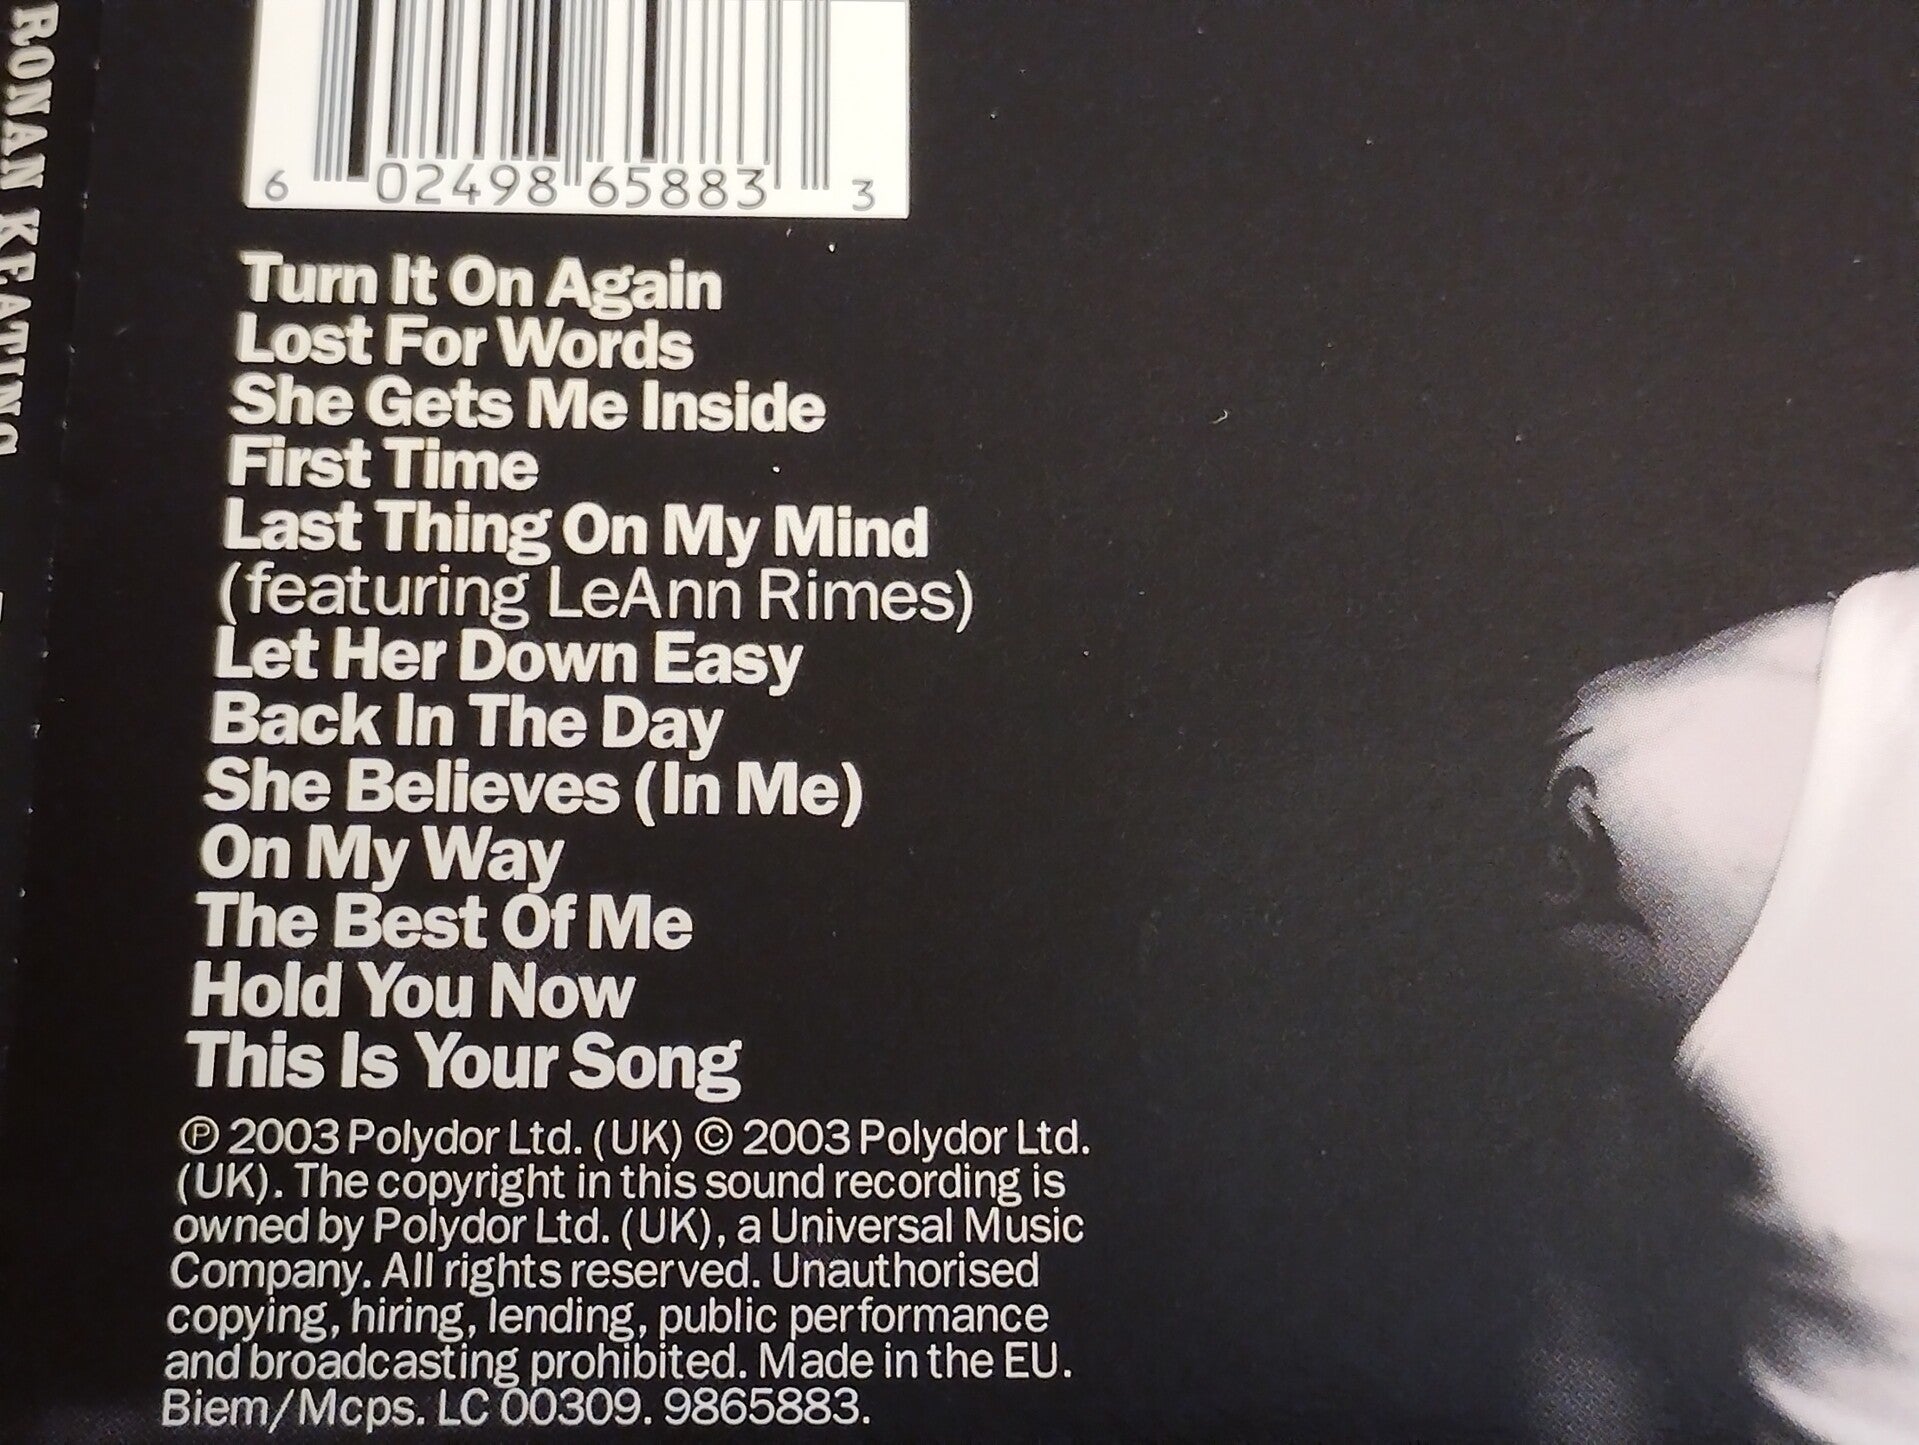 RONAN KEATING
6 02498 65883 3
Turn It On Again
Lost For Words
She Gets Me Inside
First Time
Last Thing On My Mind
(featuring LeAnn Rimes)
Let Her Down Easy
Back In The Day
She Believes (In Me)
On My Way
The Best Of Me
Hold You Now
This Is Your Song
℗ 2003 Polydor Ltd. (UK) © 2003 Polydor Ltd.
(UK). The copyright in this sound recording is
owned by Polydor Ltd. (UK), a Universal Music
Company. All rights reserved. Unauthorised
copying, hiring, lending, public performance
and broadcasting prohibited. Made in the EU.
Biem/Mcps. LC 00309. 9865883.